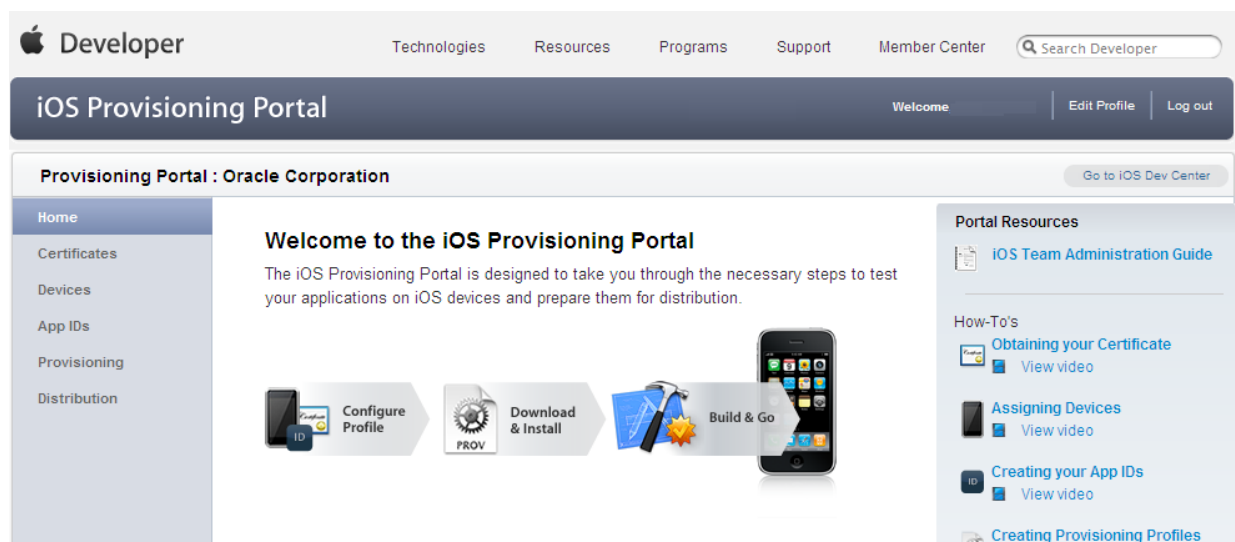 Developer
Technologies Resources Programs Support Member Center Search Developer
iOS Provisioning Portal
Welcome Edit Profile Log out
Provisioning Portal : Oracle Corporation
Go to iOS Dev Center
Home
Certificates
Devices
App IDs
Provisioning
Distribution
Welcome to the iOS Provisioning Portal
The iOS Provisioning Portal is designed to take you through the necessary steps to test
your applications on iOS devices and prepare them for distribution.
ID
Configure
Profile
PROV
Download
& Install
Build & Go
Portal Resources
iOS Team Administration Guide
How-To's
Obtaining your Certificate
View video
Assigning Devices
View video
ID
Creating your App IDs
View video
Creating Provisioning Profiles